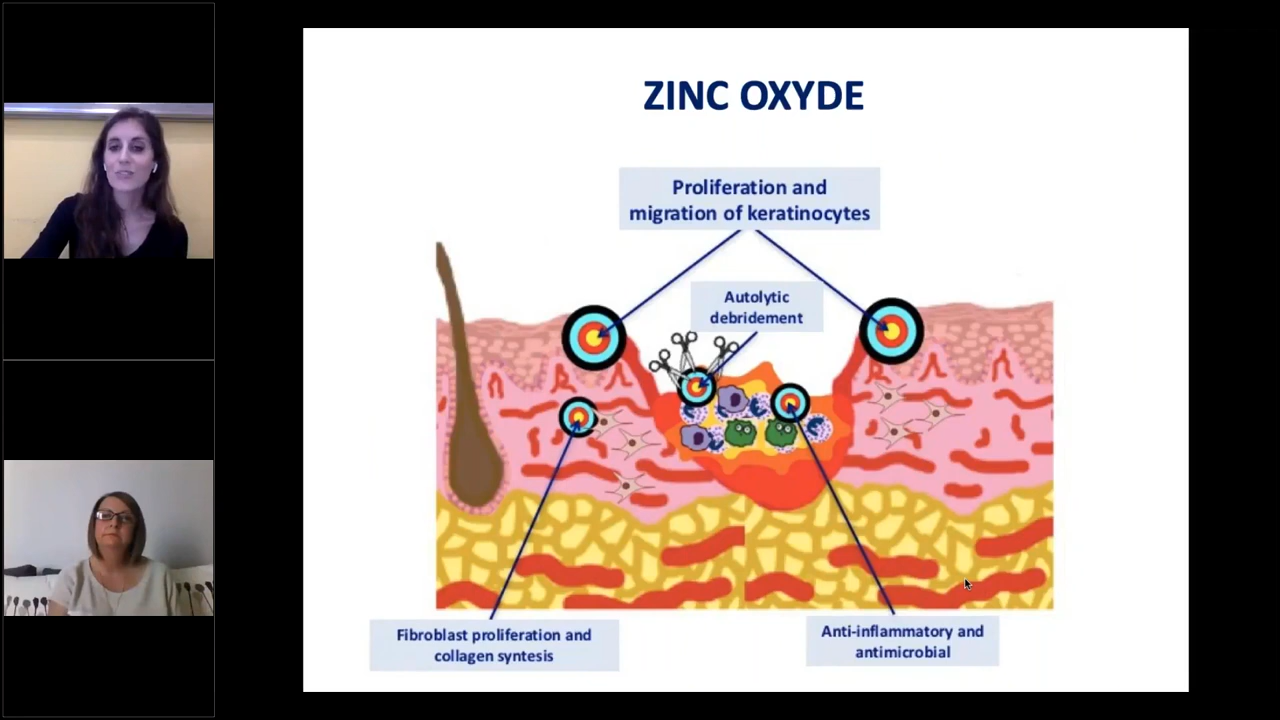 ZINC OXYDE
Proliferation and
migration of keratinocytes
Autolytic
debridement
Fibroblast proliferation and
collagen syntesis
Anti-inflammatory and
antimicrobial